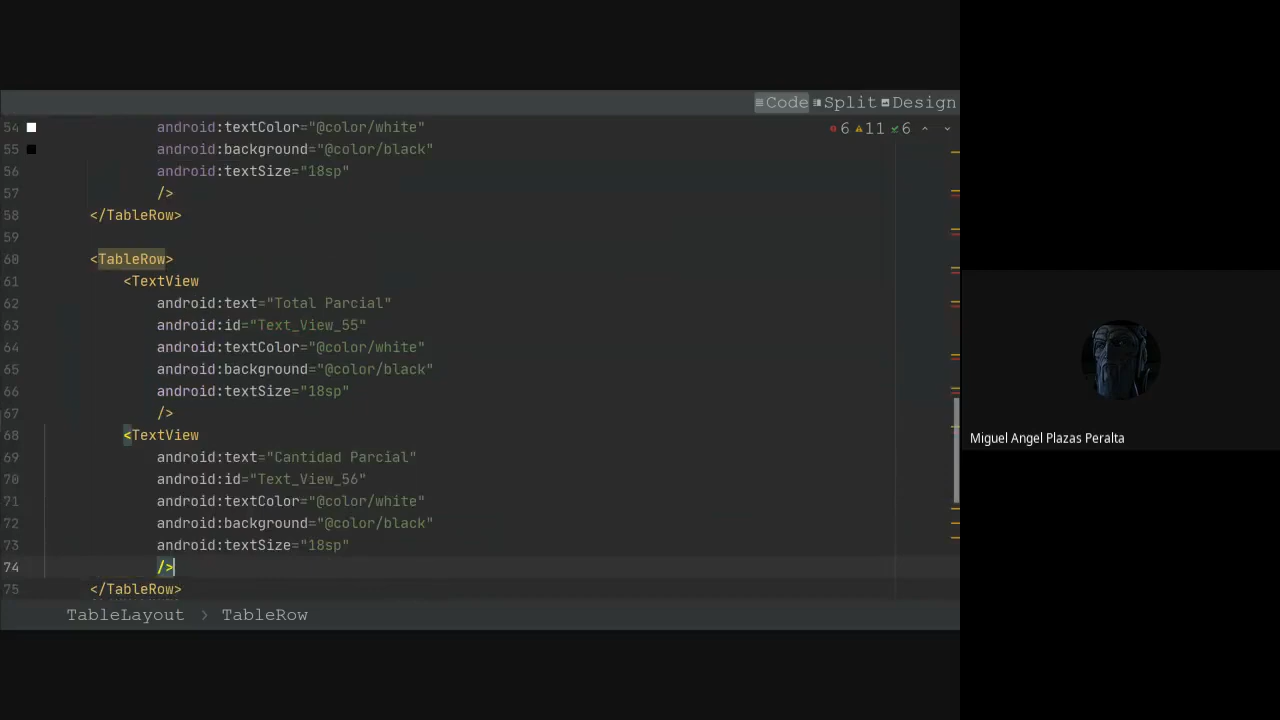 Code Split Design
54 android:textColor="@color/white" 6 11 6
55 android:background="@color/black"
56 android:textSize="18sp"
57 />
58 </TableRow>
59
60 <TableRow>
61 <TextView
62 android:text="Total Parcial"
63 android:id="Text_View_55"
64 android:textColor="@color/white"
65 android:background="@color/black"
66 android:textSize="18sp"
67 />
68 <TextView
69 android:text="Cantidad Parcial"
70 android:id="Text_View_56"
71 android:textColor="@color/white"
72 android:background="@color/black"
73 android:textSize="18sp"
74 />
75 </TableRow>
TableLayout > TableRow
Miguel Angel Plazas Peralta